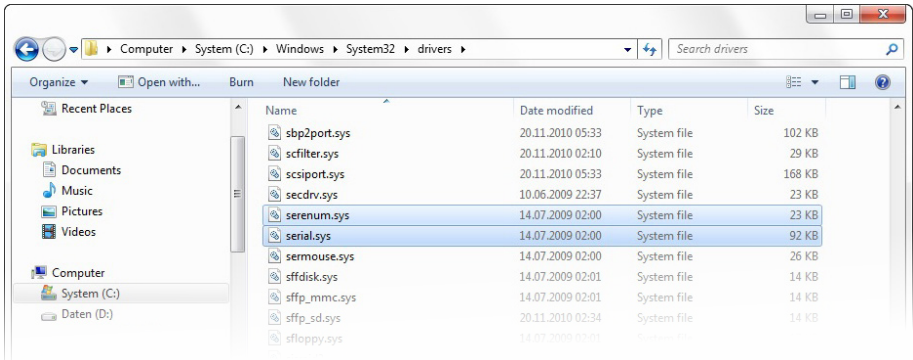 Computer ▸ System (C:) ▸ Windows ▸ System32 ▸ drivers ▸ Search drivers
Organize Open with... Burn New folder
Recent Places
Libraries
Documents
Music
Pictures
Videos
Computer
System (C:)
Daten (D:)
Name Date modified Type Size
sbp2port.sys 20.11.2010 05:33 System file 102 KB
scfilter.sys 20.11.2010 02:10 System file 29 KB
scsiport.sys 20.11.2010 05:33 System file 168 KB
secdrv.sys 10.06.2009 22:37 System file 23 KB
serenum.sys 14.07.2009 02:00 System file 23 KB
serial.sys 14.07.2009 02:00 System file 92 KB
sermouse.sys 14.07.2009 02:00 System file 26 KB
sffdisk.sys 14.07.2009 02:01 System file 14 KB
sffp_mmc.sys 14.07.2009 02:01 System file 14 KB
sffp_sd.sys 20.11.2010 02:34 System file 14 KB
sfloppy.sys 14.07.2009 02:01 System file